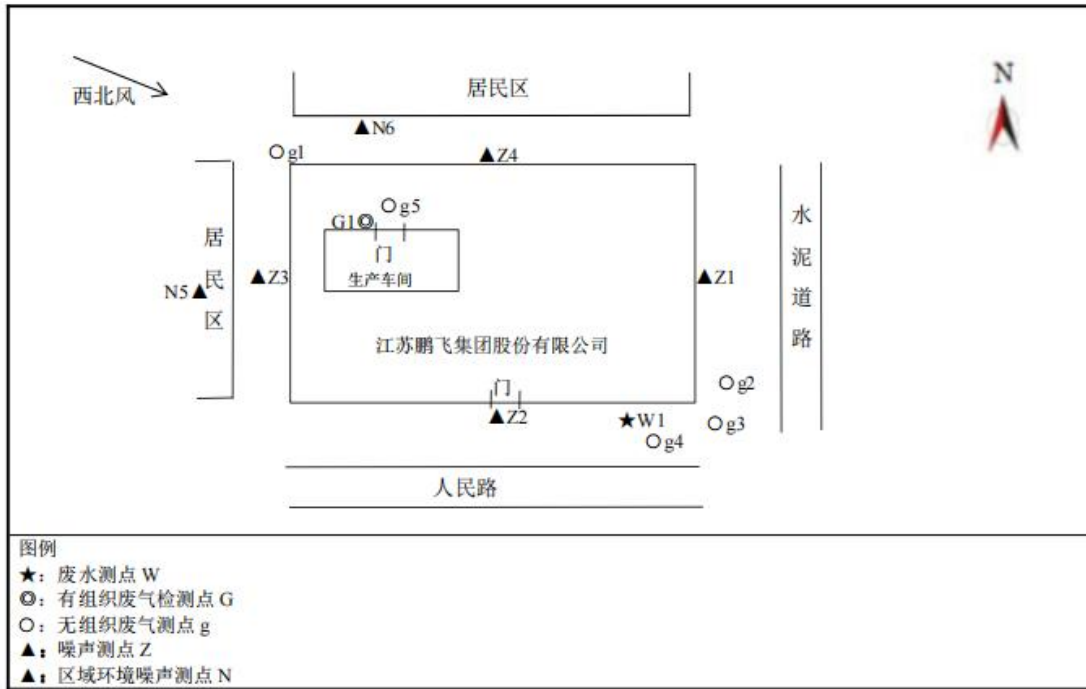 居民区
N
西北风
▲N6
○g1
▲Z4
○g5
G1◎
门
生产车间
居民区
▲Z3
N5▲
▲Z1
水泥道路
江苏鹏飞集团股份有限公司
门
○g2
▲Z2
★W1
○g3
○g4
人民路
图例
★：废水测点 W
◎：有组织废气检测点 G
○：无组织废气测点 g
▲：噪声测点 Z
▲：区域环境噪声测点 N